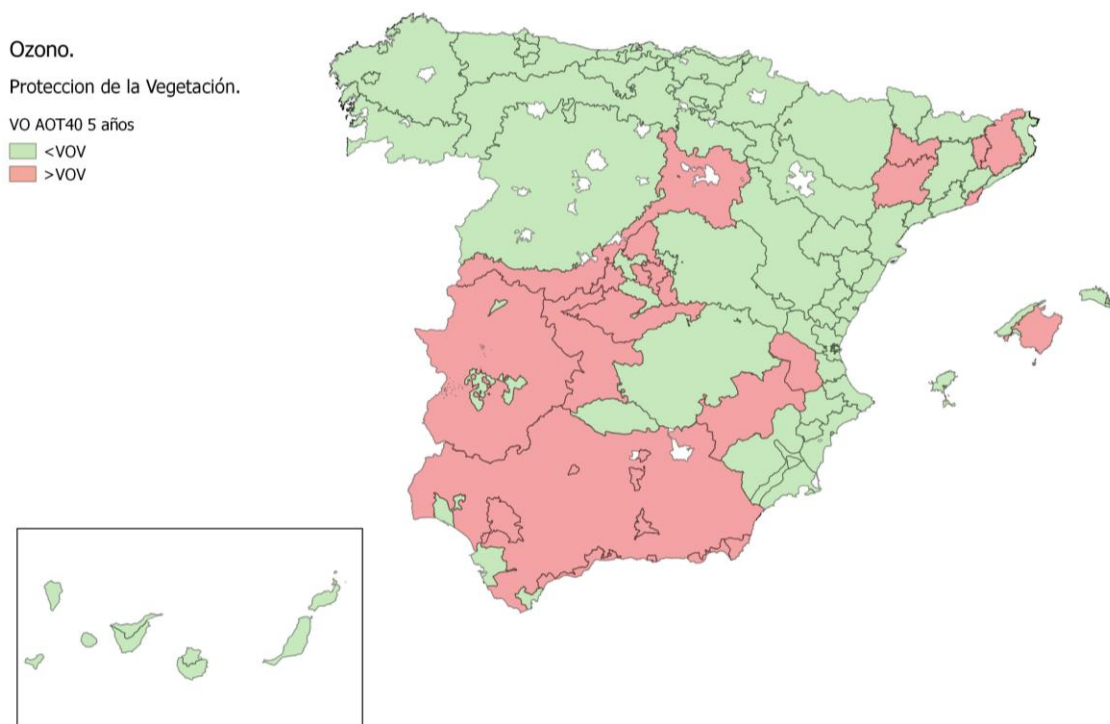 Ozono.
Proteccion de la Vegetación.
VO AOT40 5 años
<VOV
>VOV